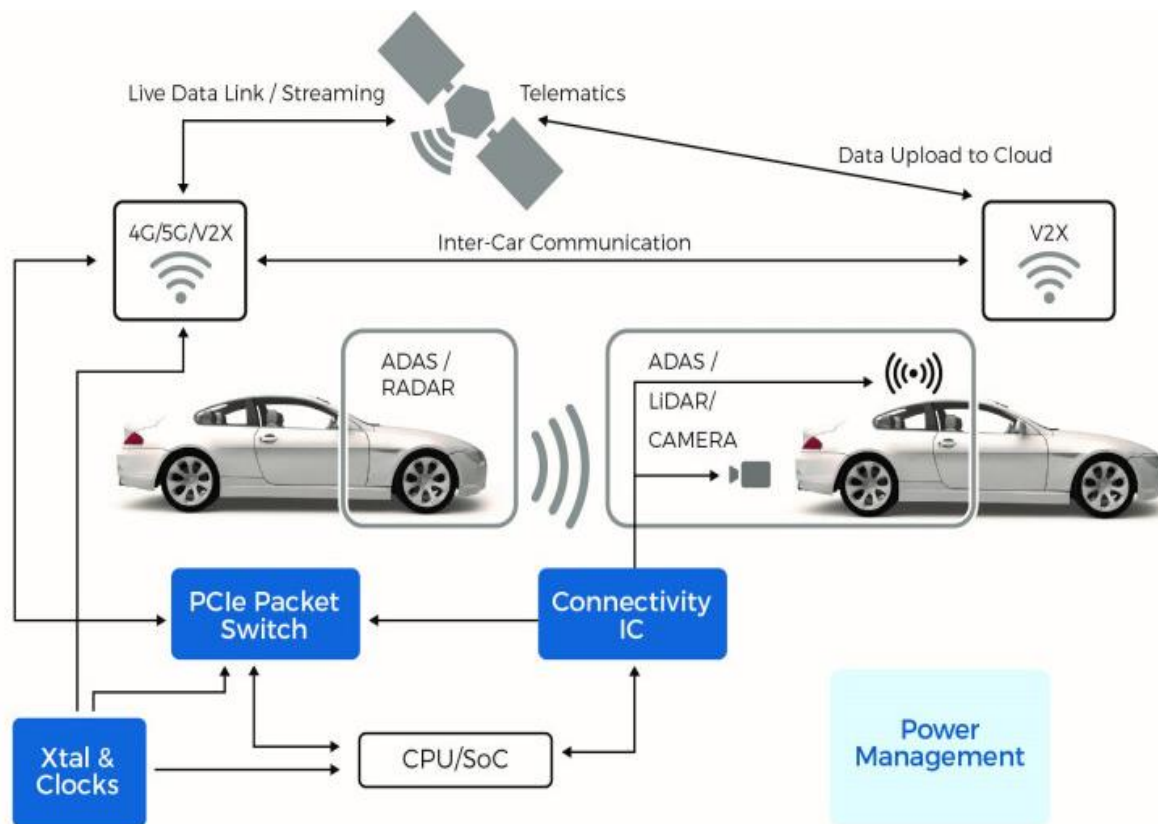 Live Data Link / Streaming
Telematics
Data Upload to Cloud
4G/5G/V2X
Inter-Car Communication
V2X
ADAS /
RADAR
ADAS /
LiDAR/
CAMERA
PCIe Packet
Switch
Connectivity
IC
Xtal &
Clocks
CPU/SoC
Power
Management